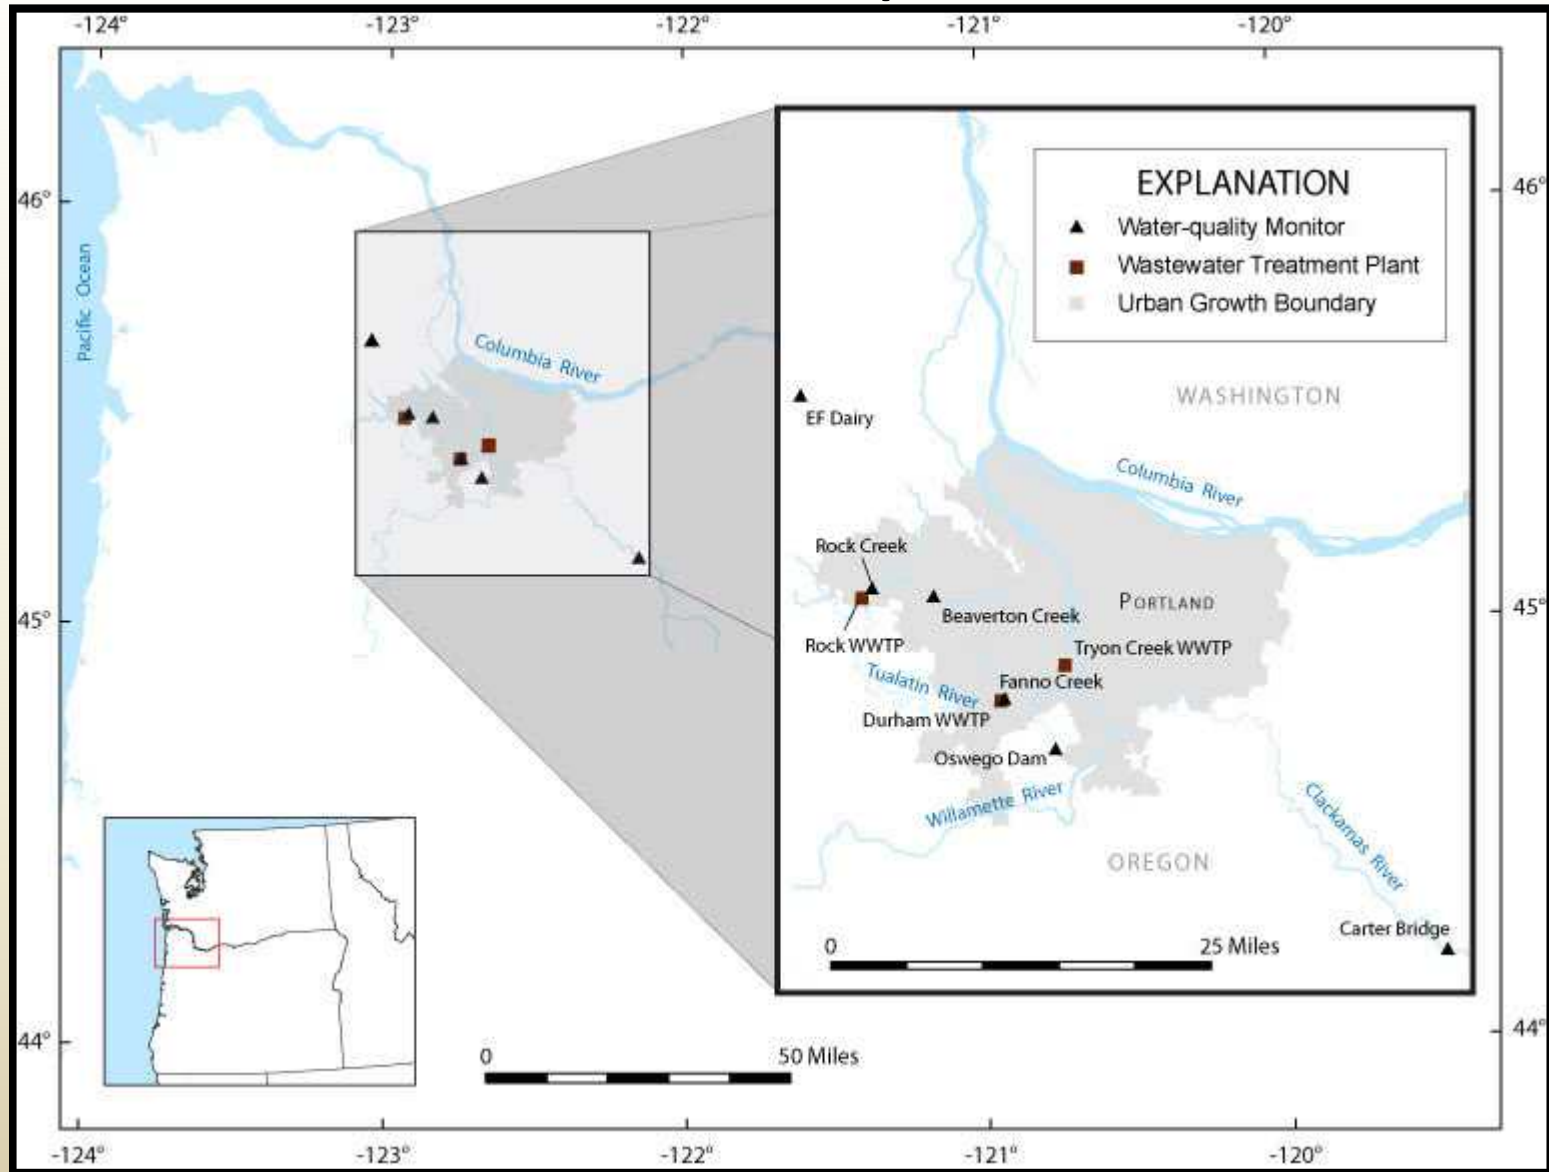 -124°
-123°
-122°
-121°
-120°
46°
46°
EXPLANATION
Water-quality Monitor
Wastewater Treatment Plant
Urban Growth Boundary
Pacific Ocean
Columbia River
WASHINGTON
EF Dairy
Columbia River
Rock Creek
PORTLAND
Beaverton Creek
45°
45°
Rock WWTP
Tryon Creek WWTP
Tualatin River
Fanno Creek
Durham WWTP
Oswego Dam
Willamette River
Clackamas River
OREGON
Carter Bridge
0
25 Miles
44°
44°
0
50 Miles
-124°
-123°
-122°
-121°
-120°